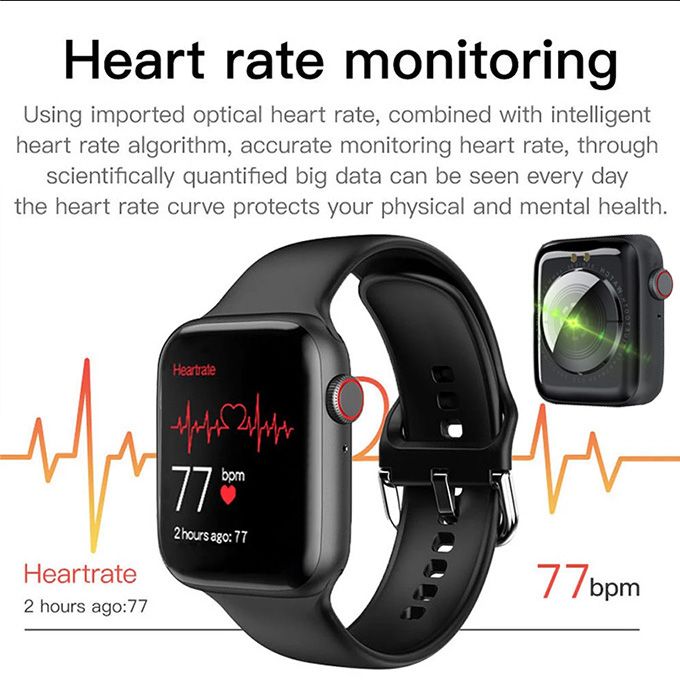 Heart rate monitoring
Using imported optical heart rate, combined with intelligent
heart rate algorithm, accurate monitoring heart rate, through
scientifically quantified big data can be seen every day
the heart rate curve protects your physical and mental health.
Heartrate
77 bpm
2 hours ago: 77
Heartrate
2 hours ago:77
77bpm